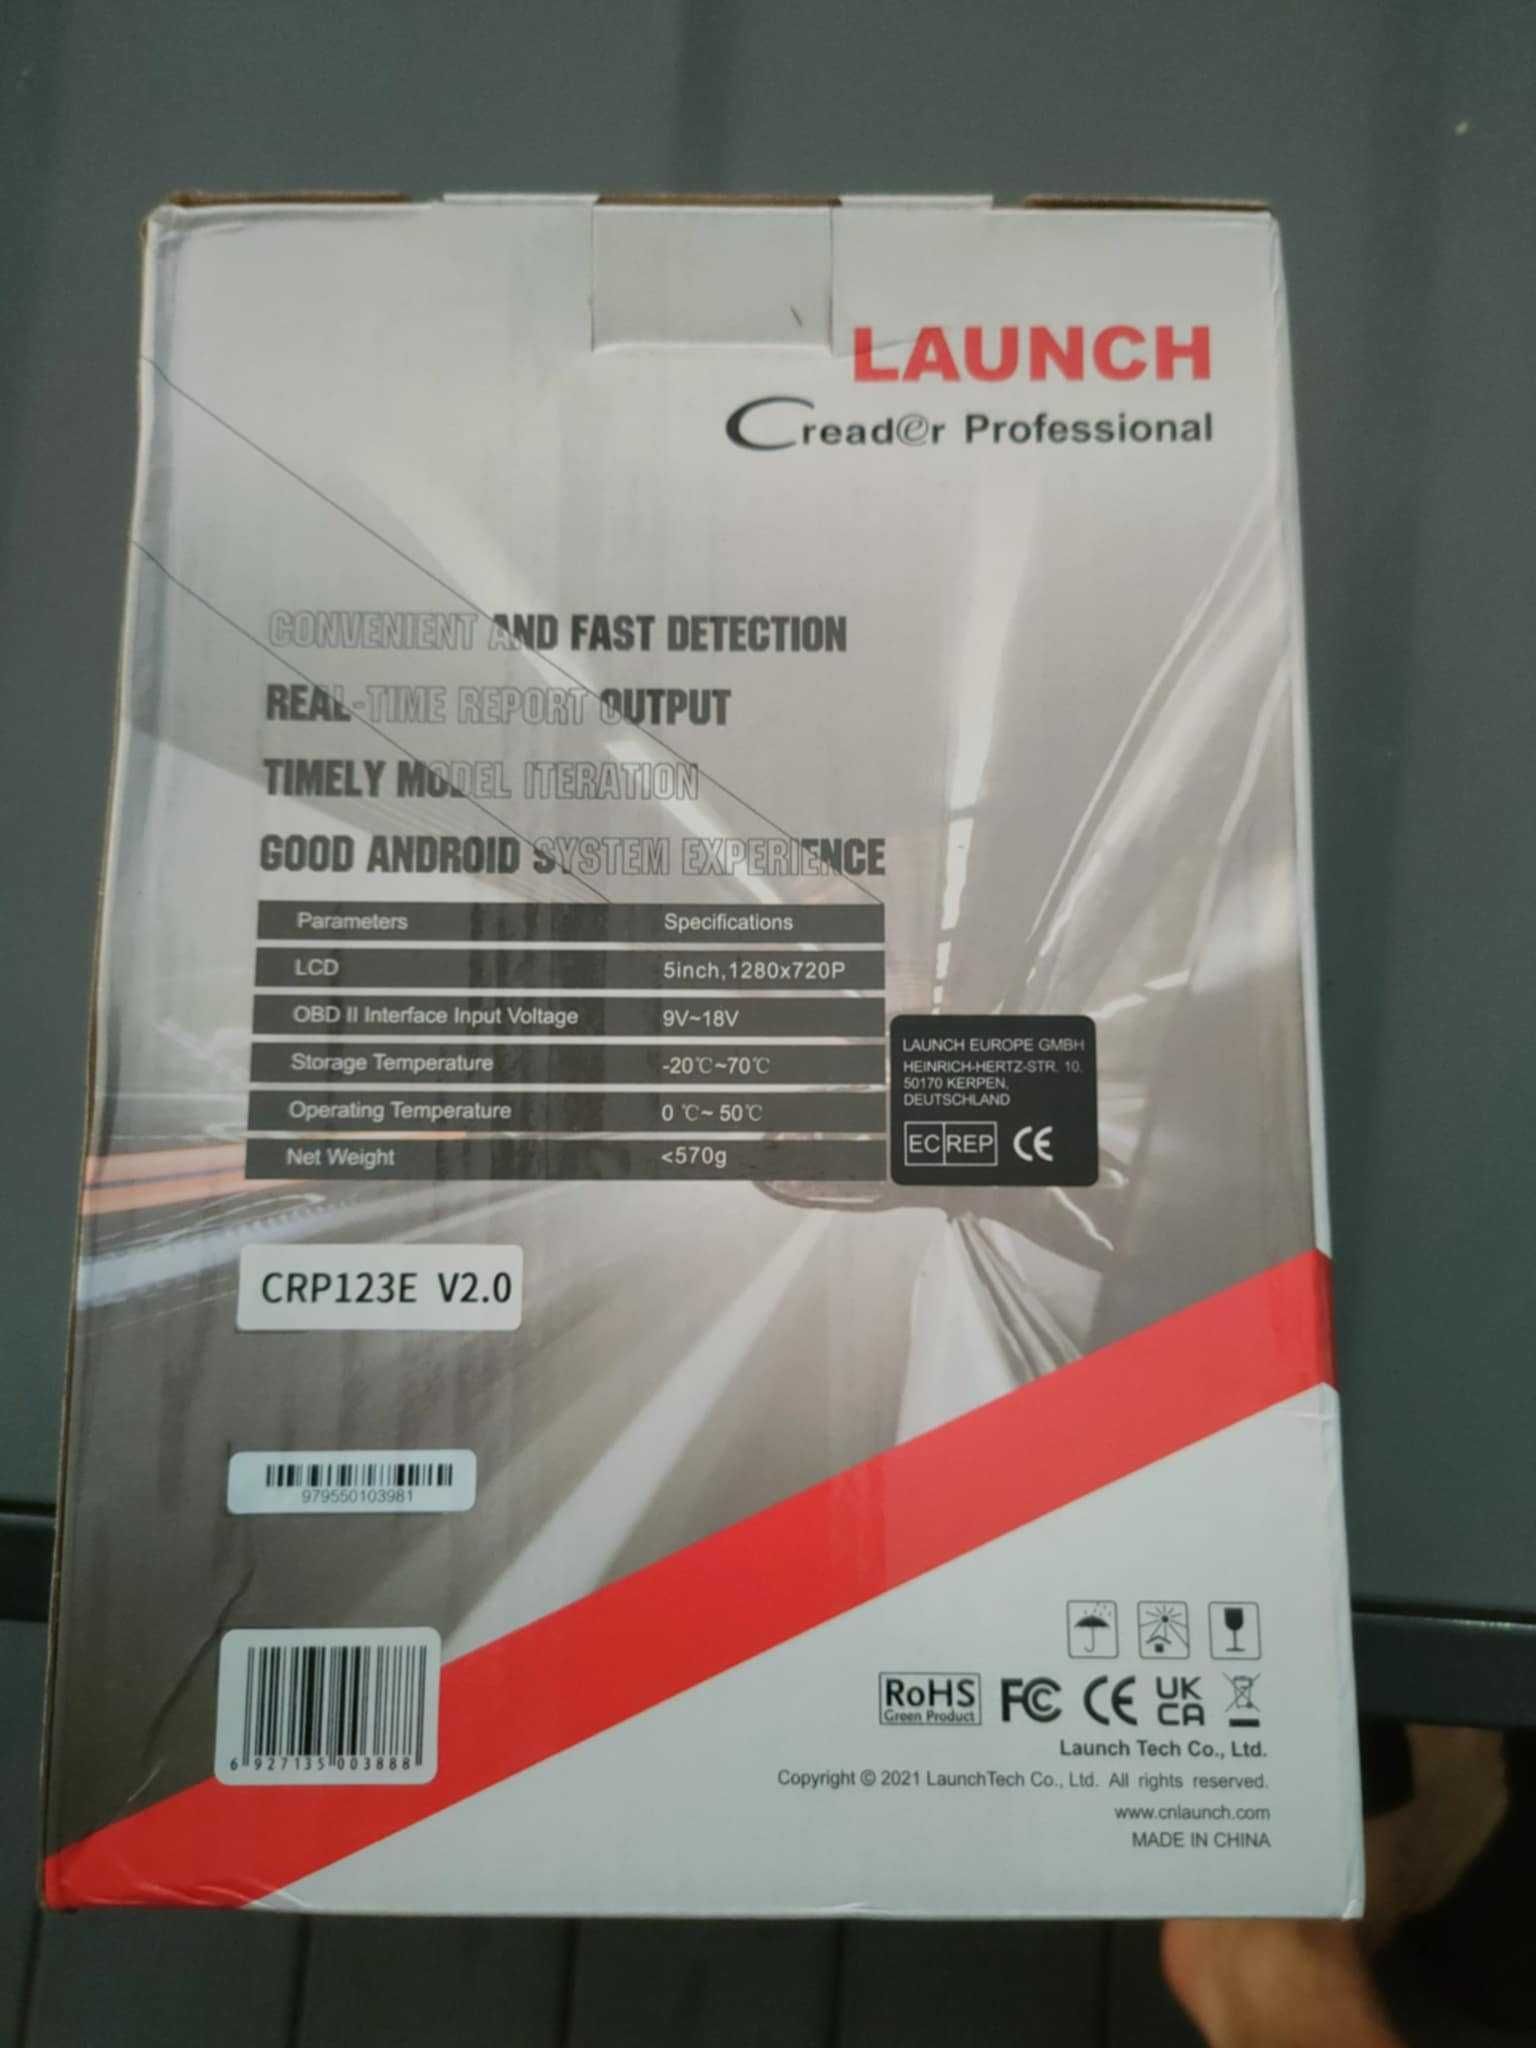 LAUNCH
Creader Professional
CONVENIENT AND FAST DETECTION
REAL-TIME REPORT OUTPUT
TIMELY MODEL ITERATION
GOOD ANDROID SYSTEM EXPERIENCE
Parameters Specifications
LCD 5inch,1280x720P
OBD II Interface Input Voltage 9V~18V
Storage Temperature -20℃~70℃
Operating Temperature 0 ℃~ 50℃
Net Weight <570g
LAUNCH EUROPE GMBH
HEINRICH-HERTZ-STR. 10,
50170 KERPEN,
DEUTSCHLAND
EC REP CE
CRP123E V2.0
979550103981
6 927135 003888
RoHS
Green Product
FC CE UK
CA
Launch Tech Co., Ltd.
Copyright © 2021 LaunchTech Co., Ltd. All rights reserved.
www.cnlaunch.com
MADE IN CHINA